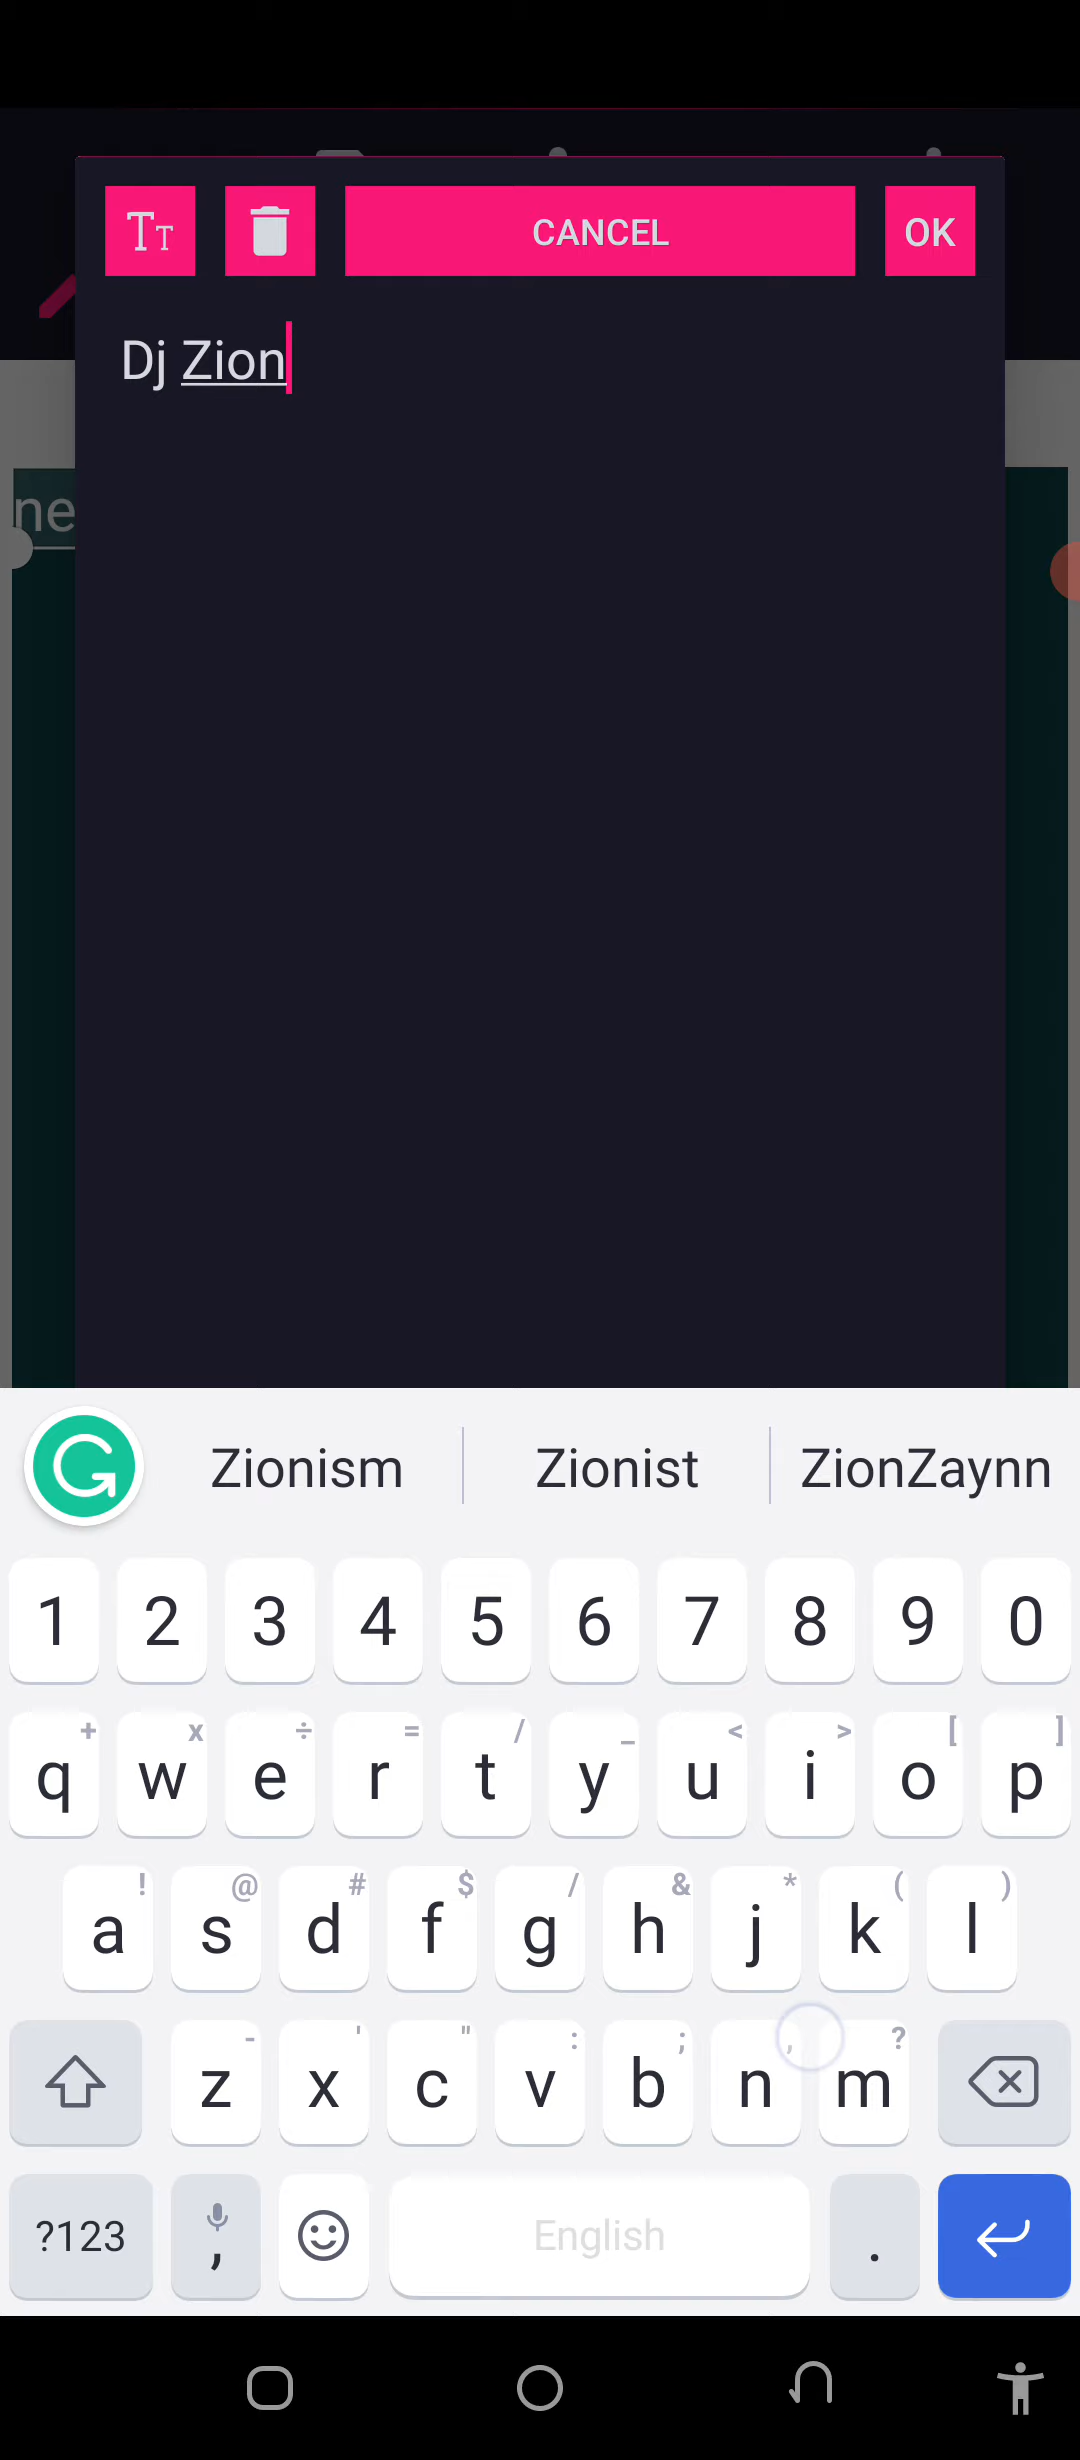 Tт CANCEL OK
Dj Zion
ne
G Zionism Zionist ZionZaynn
1 2 3 4 5 6 7 8 9 0
+ x ÷ = / _ < > [ ]
q w e r t y u i o p
! @ # $ / & * ( )
a s d f g h j k l
- ' " : ; , ?
z x c v b n m
?123 , English .